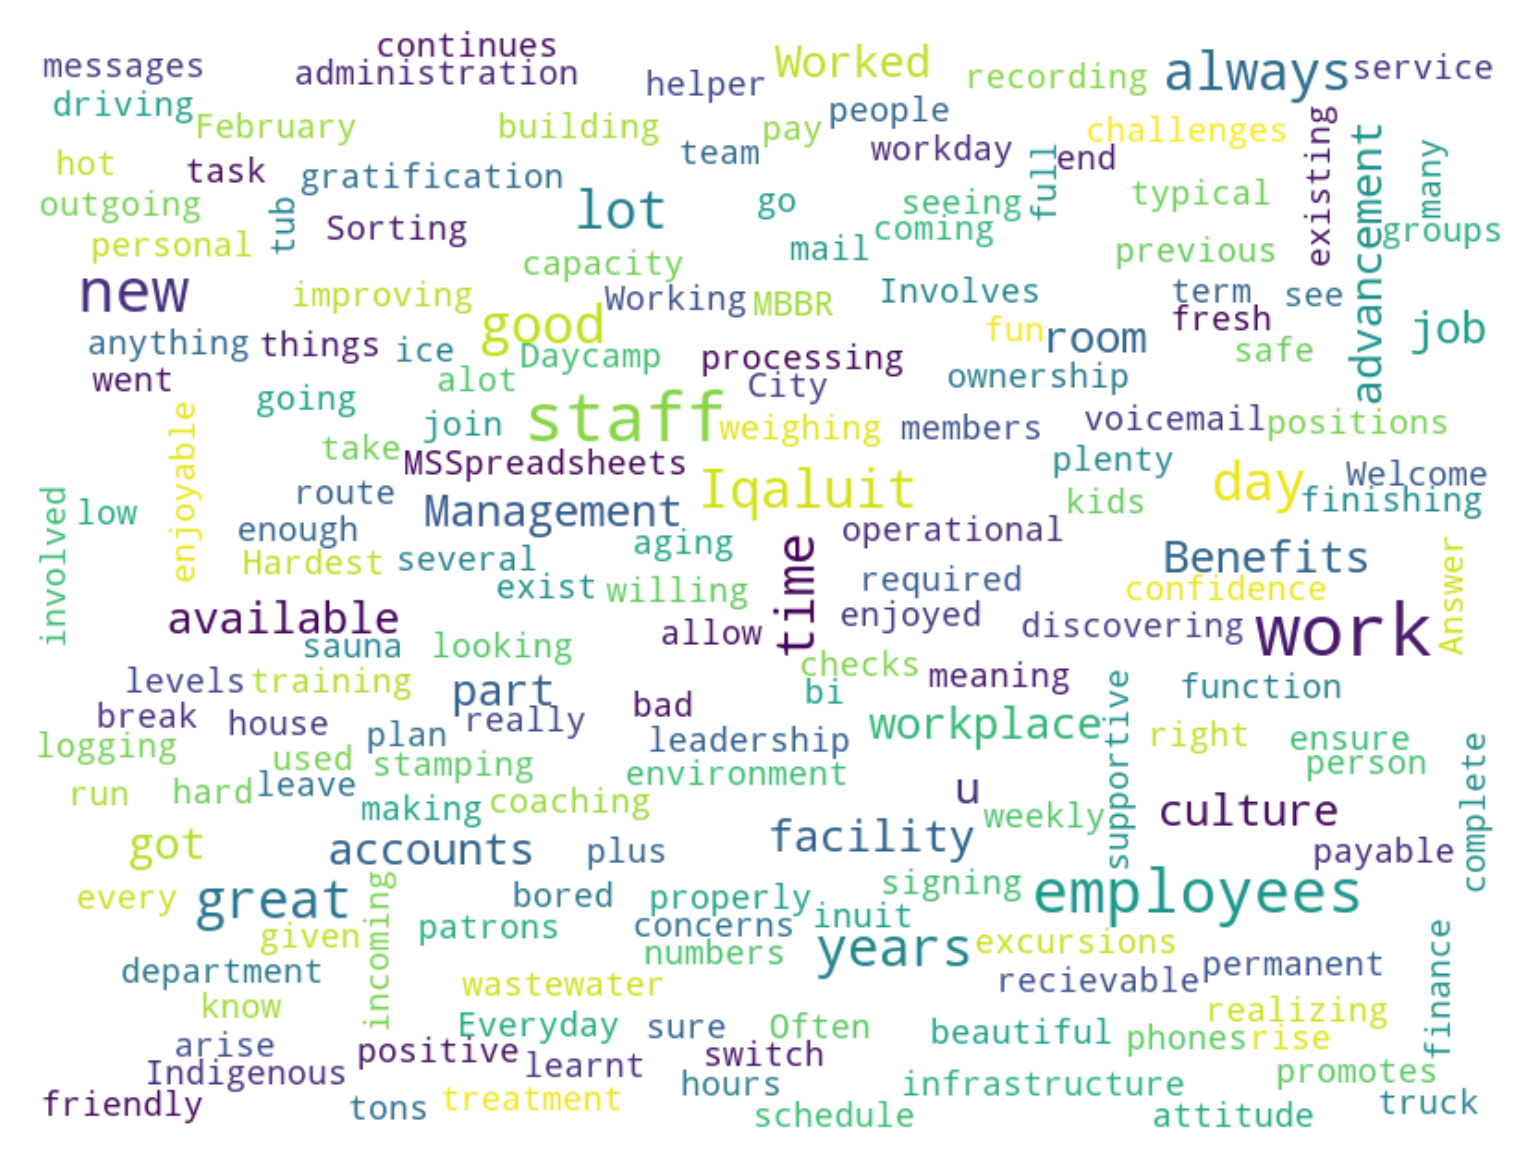 continues
messages administration helper Worked recording always service
driving people
February building pay challenges
team workday end existing
hot task gratification full advancement many
outgoing tub lot go seeing typical
personal Sorting coming groups
mail previous
capacity
new improving Working MBBR Involves term see
good fun room fresh job
anything things ice Daycamp processing safe
went alot City ownership
going join staff weighing members voicemail positions
enjoyable take MSSpreadsheets plenty
route Iqaluit day Welcome
involved low Management kids finishing
enough operational
Hardest several aging time Benefits Answer
exist willing required confidence
available allow enjoyed discovering work
sauna looking
levels training checks meaning
part bi function
break house really bad supportive
logging plan leadership workplace right ensure
used stamping environment person complete
run hard leave u
making coaching weekly culture
got accounts plus facility payable
every great incoming bored properly signing employees
given patrons concerns inuit
numbers years excursions finance
department wastewater recievable permanent
know realizing
arise Everyday sure Often beautiful phones rise
Indigenous positive learnt switch
hours infrastructure promotes
friendly tons treatment schedule attitude truck